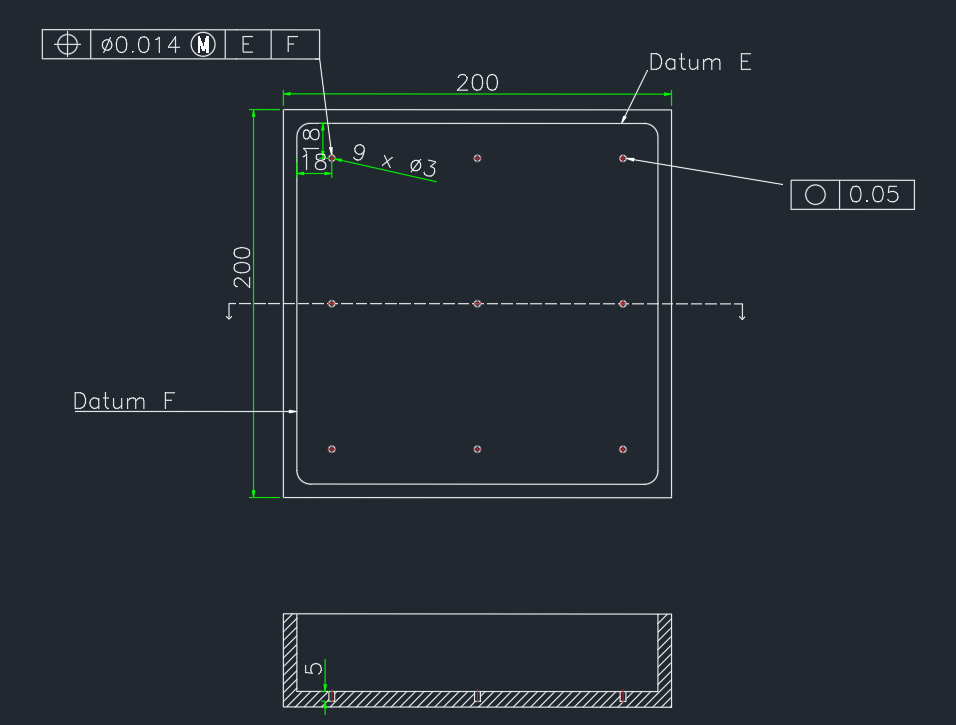 ⌖ ø0.014 Ⓜ E F
Datum E
200
18
18
9 x ø3
○ 0.05
200
Datum F
5